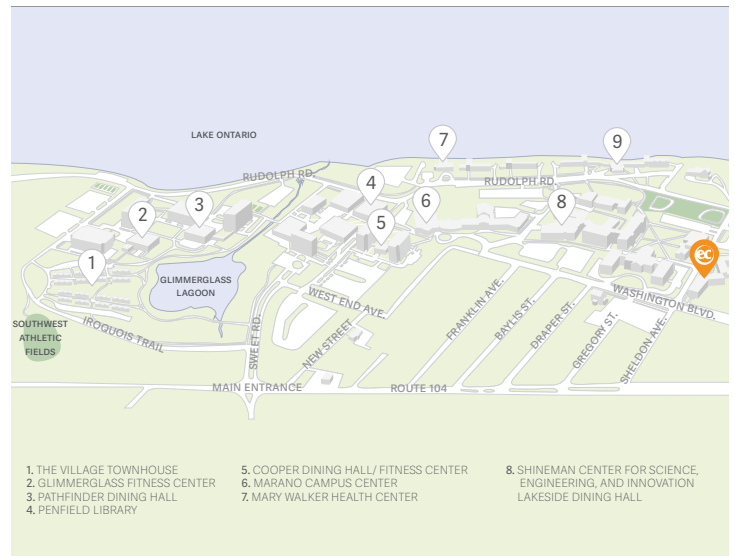 LAKE ONTARIO
7
9
RUDOLPH RD.
RUDOLPH RD.
4
2
3
6
8
5
1
ec
GLIMMERGLASS
LAGOON
WASHINGTON BLVD.
WEST END AVE.
FRANKLIN AVE.
BAYLIS ST.
DRAPER ST.
GREGORY ST.
SHELDON AVE.
SOUTHWEST
ATHLETIC
FIELDS
IROQUOIS TRAIL
SWEET RD.
NEW STREET
MAIN ENTRANCE
ROUTE 104
1. THE VILLAGE TOWNHOUSE
2. GLIMMERGLASS FITNESS CENTER
3. PATHFINDER DINING HALL
4. PENFIELD LIBRARY
5. COOPER DINING HALL/ FITNESS CENTER
6. MARANO CAMPUS CENTER
7. MARY WALKER HEALTH CENTER
8. SHINEMAN CENTER FOR SCIENCE,
ENGINEERING, AND INNOVATION
LAKESIDE DINING HALL